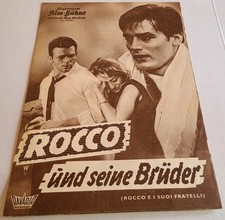 Film-Bühne
ROCCO
und seine Brüder
(ROCCO E I SUOI FRATELLI)